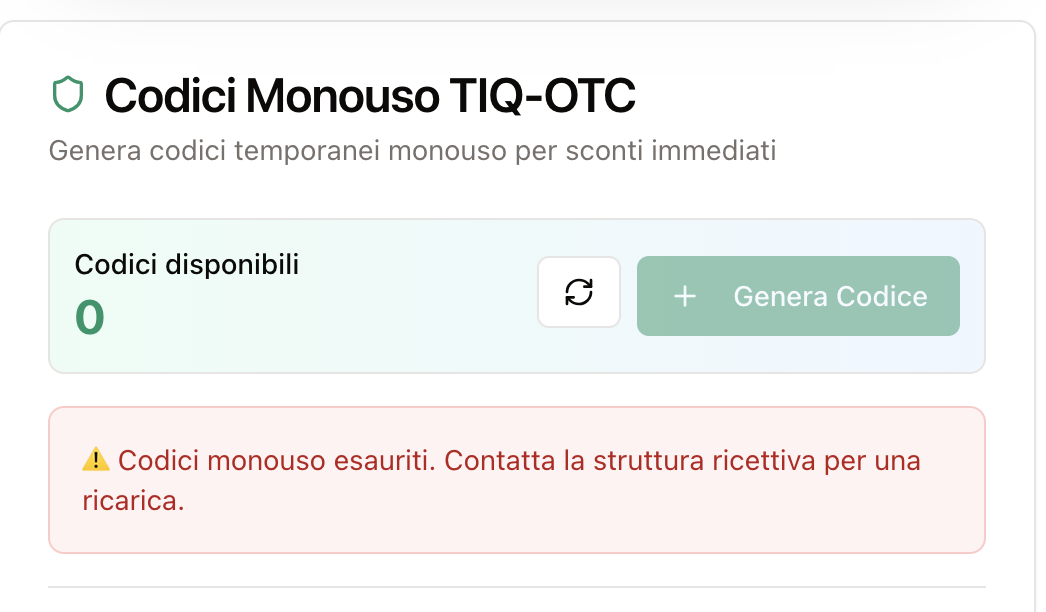 Codici Monouso TIQ-OTC
Genera codici temporanei monouso per sconti immediati
Codici disponibili
0
Genera Codice
⚠️ Codici monouso esauriti. Contatta la struttura ricettiva per una
ricarica.